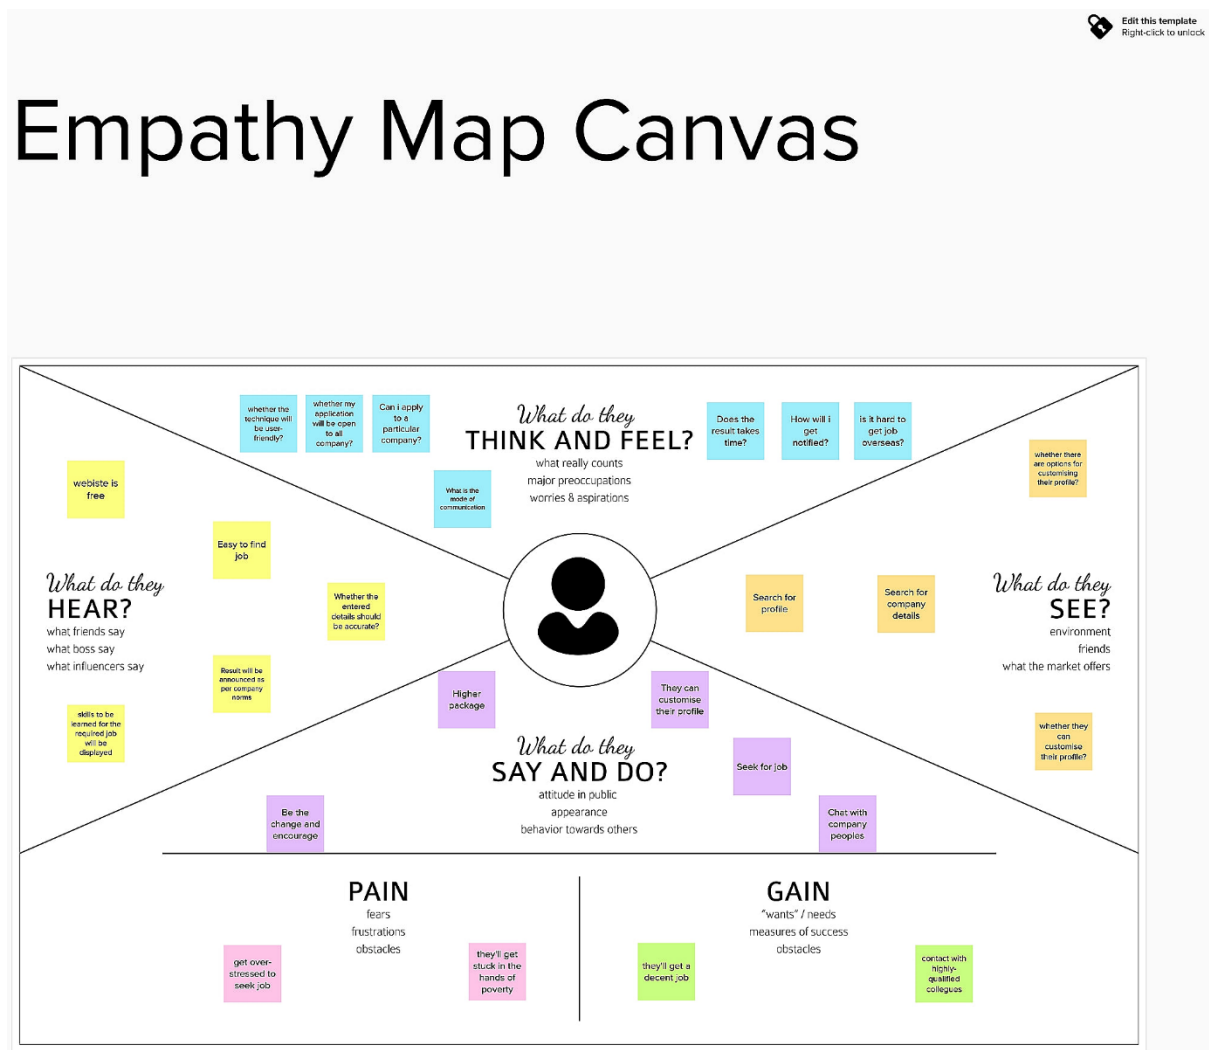 Edit this template
Right-click to unlock
Empathy Map Canvas
whether the
technique will
be user-
friendly?
whether my
application
will be open
to all
company?
Can i apply
to a
particular
company?
What is the
mode of
communication
What do they
THINK AND FEEL?
what really counts
major preoccupations
worries & aspirations
Does the
result takes
time?
How will i
get
notified?
is it hard to
get job
overseas?
webiste is
free
Easy to find
job
Whether the
entered
details should
be accurate?
What do they
HEAR?
what friends say
what boss say
what influencers say
Result will be
announced as
per company
norms
skills to be
learned for the
required job
will be
displayed
whether there
are options for
customising
their profile?
Search for
profile
Search for
company
details
What do they
SEE?
environment
friends
what the market offers
whether they
can
customise
their profile?
Higher
package
They can
customise
their profile
What do they
SAY AND DO?
attitude in public
appearance
behavior towards others
Seek for job
Be the
change and
encourage
Chat with
company
peoples
PAIN
fears
frustrations
obstacles
get over-
stressed to
seek job
they'll get
stuck in the
hands of
poverty
GAIN
"wants" / needs
measures of success
obstacles
they'll get a
decent job
contact with
highly-
qualified
collegues